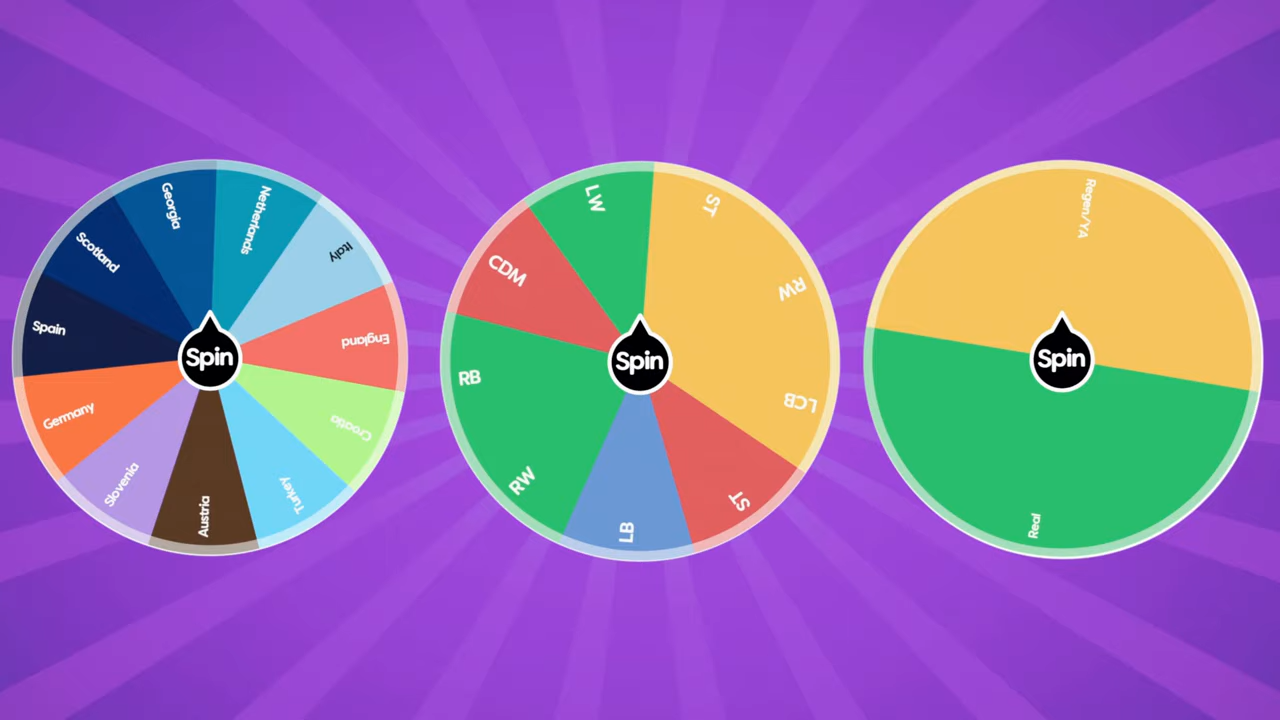 Netherlands
Italy
England
Croatia
Turkey
Austria
Slovenia
Germany
Spain
Scotland
Georgia
Spin
ST
RW
LCB
ST
LB
RW
RB
CDM
LW
Spin
Regen/YA
Real
Spin